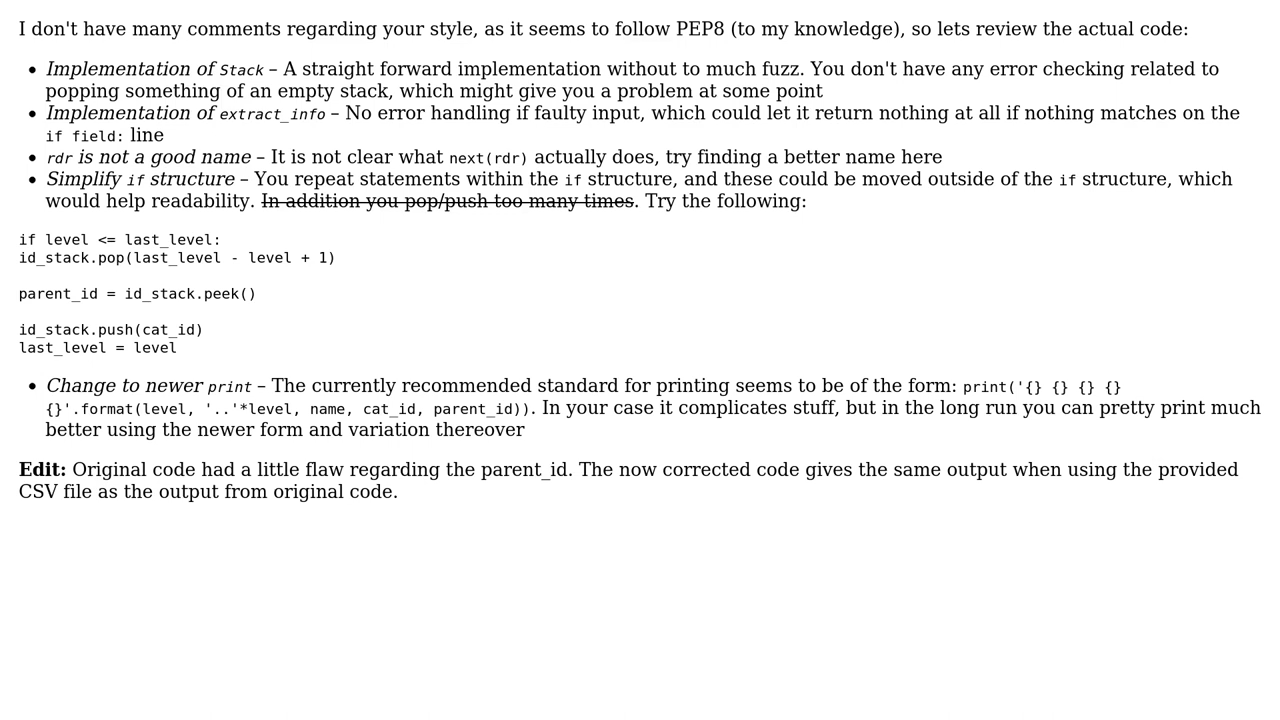 I don't have many comments regarding your style, as it seems to follow PEP8 (to my knowledge), so lets review the actual code:
• Implementation of Stack – A straight forward implementation without to much fuzz. You don't have any error checking related to
popping something of an empty stack, which might give you a problem at some point
• Implementation of extract_info – No error handling if faulty input, which could let it return nothing at all if nothing matches on the
if field: line
• rdr is not a good name – It is not clear what next(rdr) actually does, try finding a better name here
• Simplify if structure – You repeat statements within the if structure, and these could be moved outside of the if structure, which
would help readability. In addition you pop/push too many times. Try the following:
if level <= last_level:
id_stack.pop(last_level - level + 1)
parent_id = id_stack.peek()
id_stack.push(cat_id)
last_level = level
• Change to newer print – The currently recommended standard for printing seems to be of the form: print('{} {} {} {}
{}'.format(level, '..'*level, name, cat_id, parent_id)). In your case it complicates stuff, but in the long run you can pretty print much
better using the newer form and variation thereover
Edit: Original code had a little flaw regarding the parent_id. The now corrected code gives the same output when using the provided
CSV file as the output from original code.